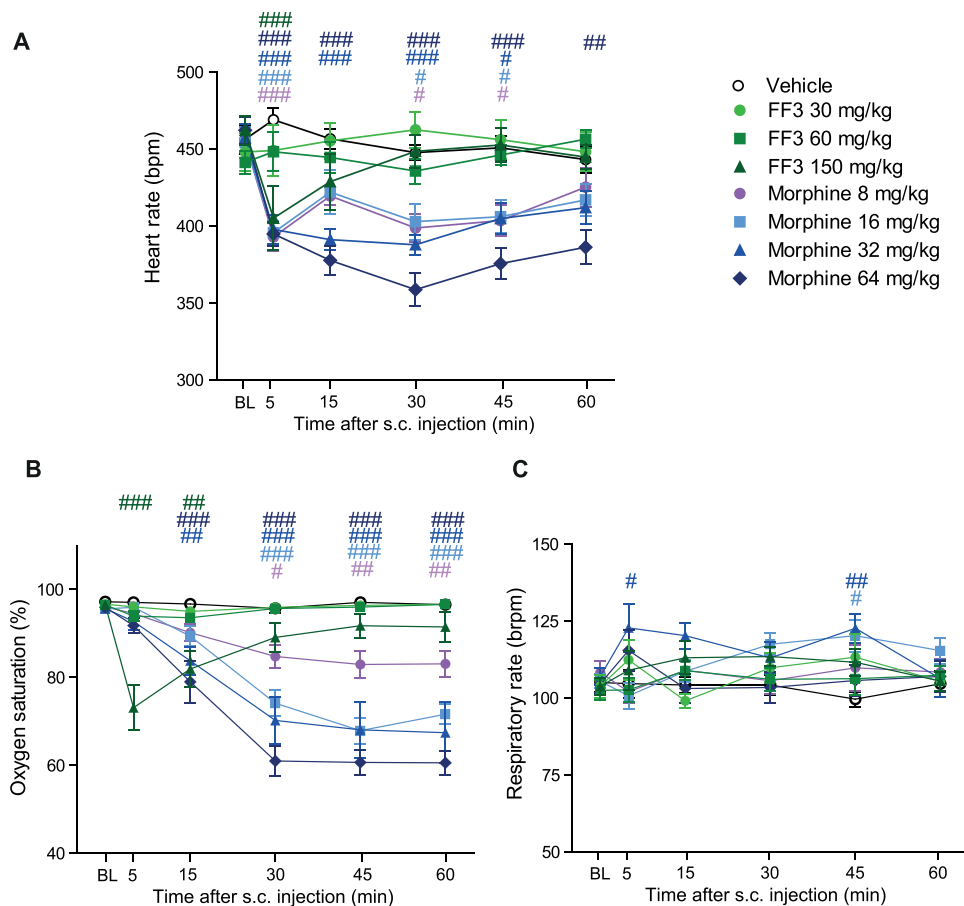 A
###
###
###
###
###
###
###
###
###
#
#
###
#
#
#
##
500
450
400
350
300
Heart rate (bpm)
BL 5 15 30 45 60
Time after s.c. injection (min)
Vehicle
FF3 30 mg/kg
FF3 60 mg/kg
FF3 150 mg/kg
Morphine 8 mg/kg
Morphine 16 mg/kg
Morphine 32 mg/kg
Morphine 64 mg/kg
B
###
##
###
##
###
###
###
#
###
###
###
##
###
###
###
##
100
80
60
40
Oxygen saturation (%)
BL 5 15 30 45 60
Time after s.c. injection (min)
C
#
##
#
150
125
100
75
50
Respiratory rate (brpm)
BL 5 15 30 45 60
Time after s.c. injection (min)